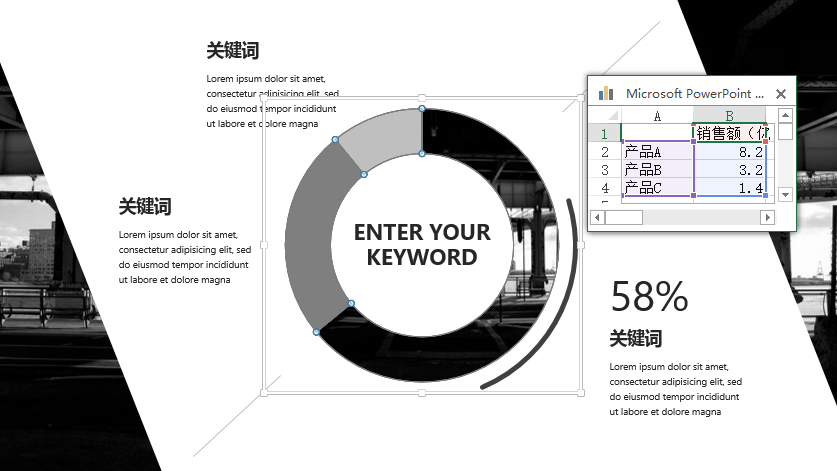 关键词
Lorem ipsum dolor sit amet,
consectetur adipisicing elit, sed
do eiusmod tempor incididunt
ut labore et dolore magna
关键词
Lorem ipsum dolor sit amet,
consectetur adipisicing elit, sed
do eiusmod tempor incididunt
ut labore et dolore magna
ENTER YOUR
KEYWORD
Microsoft PowerPoint ...
A B
1 销售额（
2 产品A 8.2
3 产品B 3.2
4 产品C 1.4
58%
关键词
Lorem ipsum dolor sit amet,
consectetur adipisicing elit, sed
do eiusmod tempor incididunt
ut labore et dolore magna